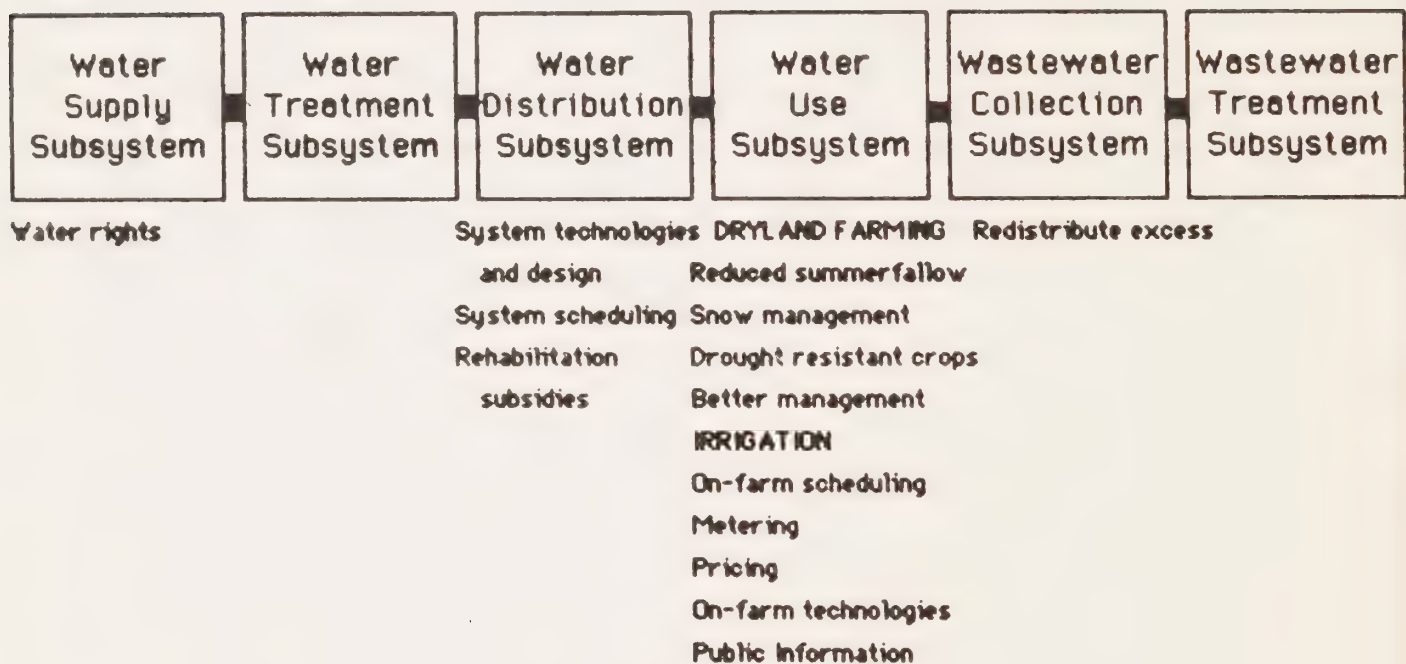 Water
Supply
Subsystem
Water
Treatment
Subsystem
Water
Distribution
Subsystem
Water
Use
Subsystem
Wastewater
Collection
Subsystem
Wastewater
Treatment
Subsystem
Water rights
System technologies
and design
System scheduling
Rehabilitation
subsidies
DRYLAND FARMING
Reduced summerfallow
Snow management
Drought resistant crops
Better management
IRRIGATION
On-farm scheduling
Metering
Pricing
On-farm technologies
Public Information
Redistribute excess